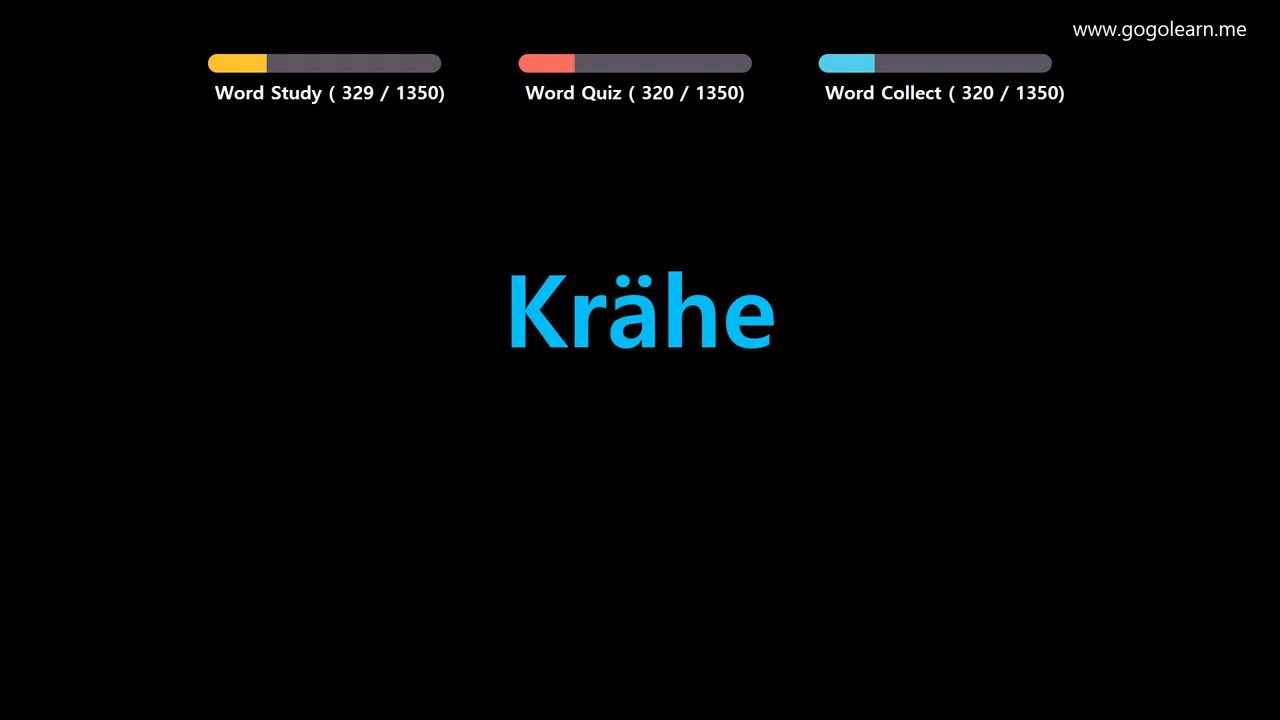 www.gogolearn.me
Word Study ( 329 / 1350)
Word Quiz ( 320 / 1350)
Word Collect ( 320 / 1350)
Krähe